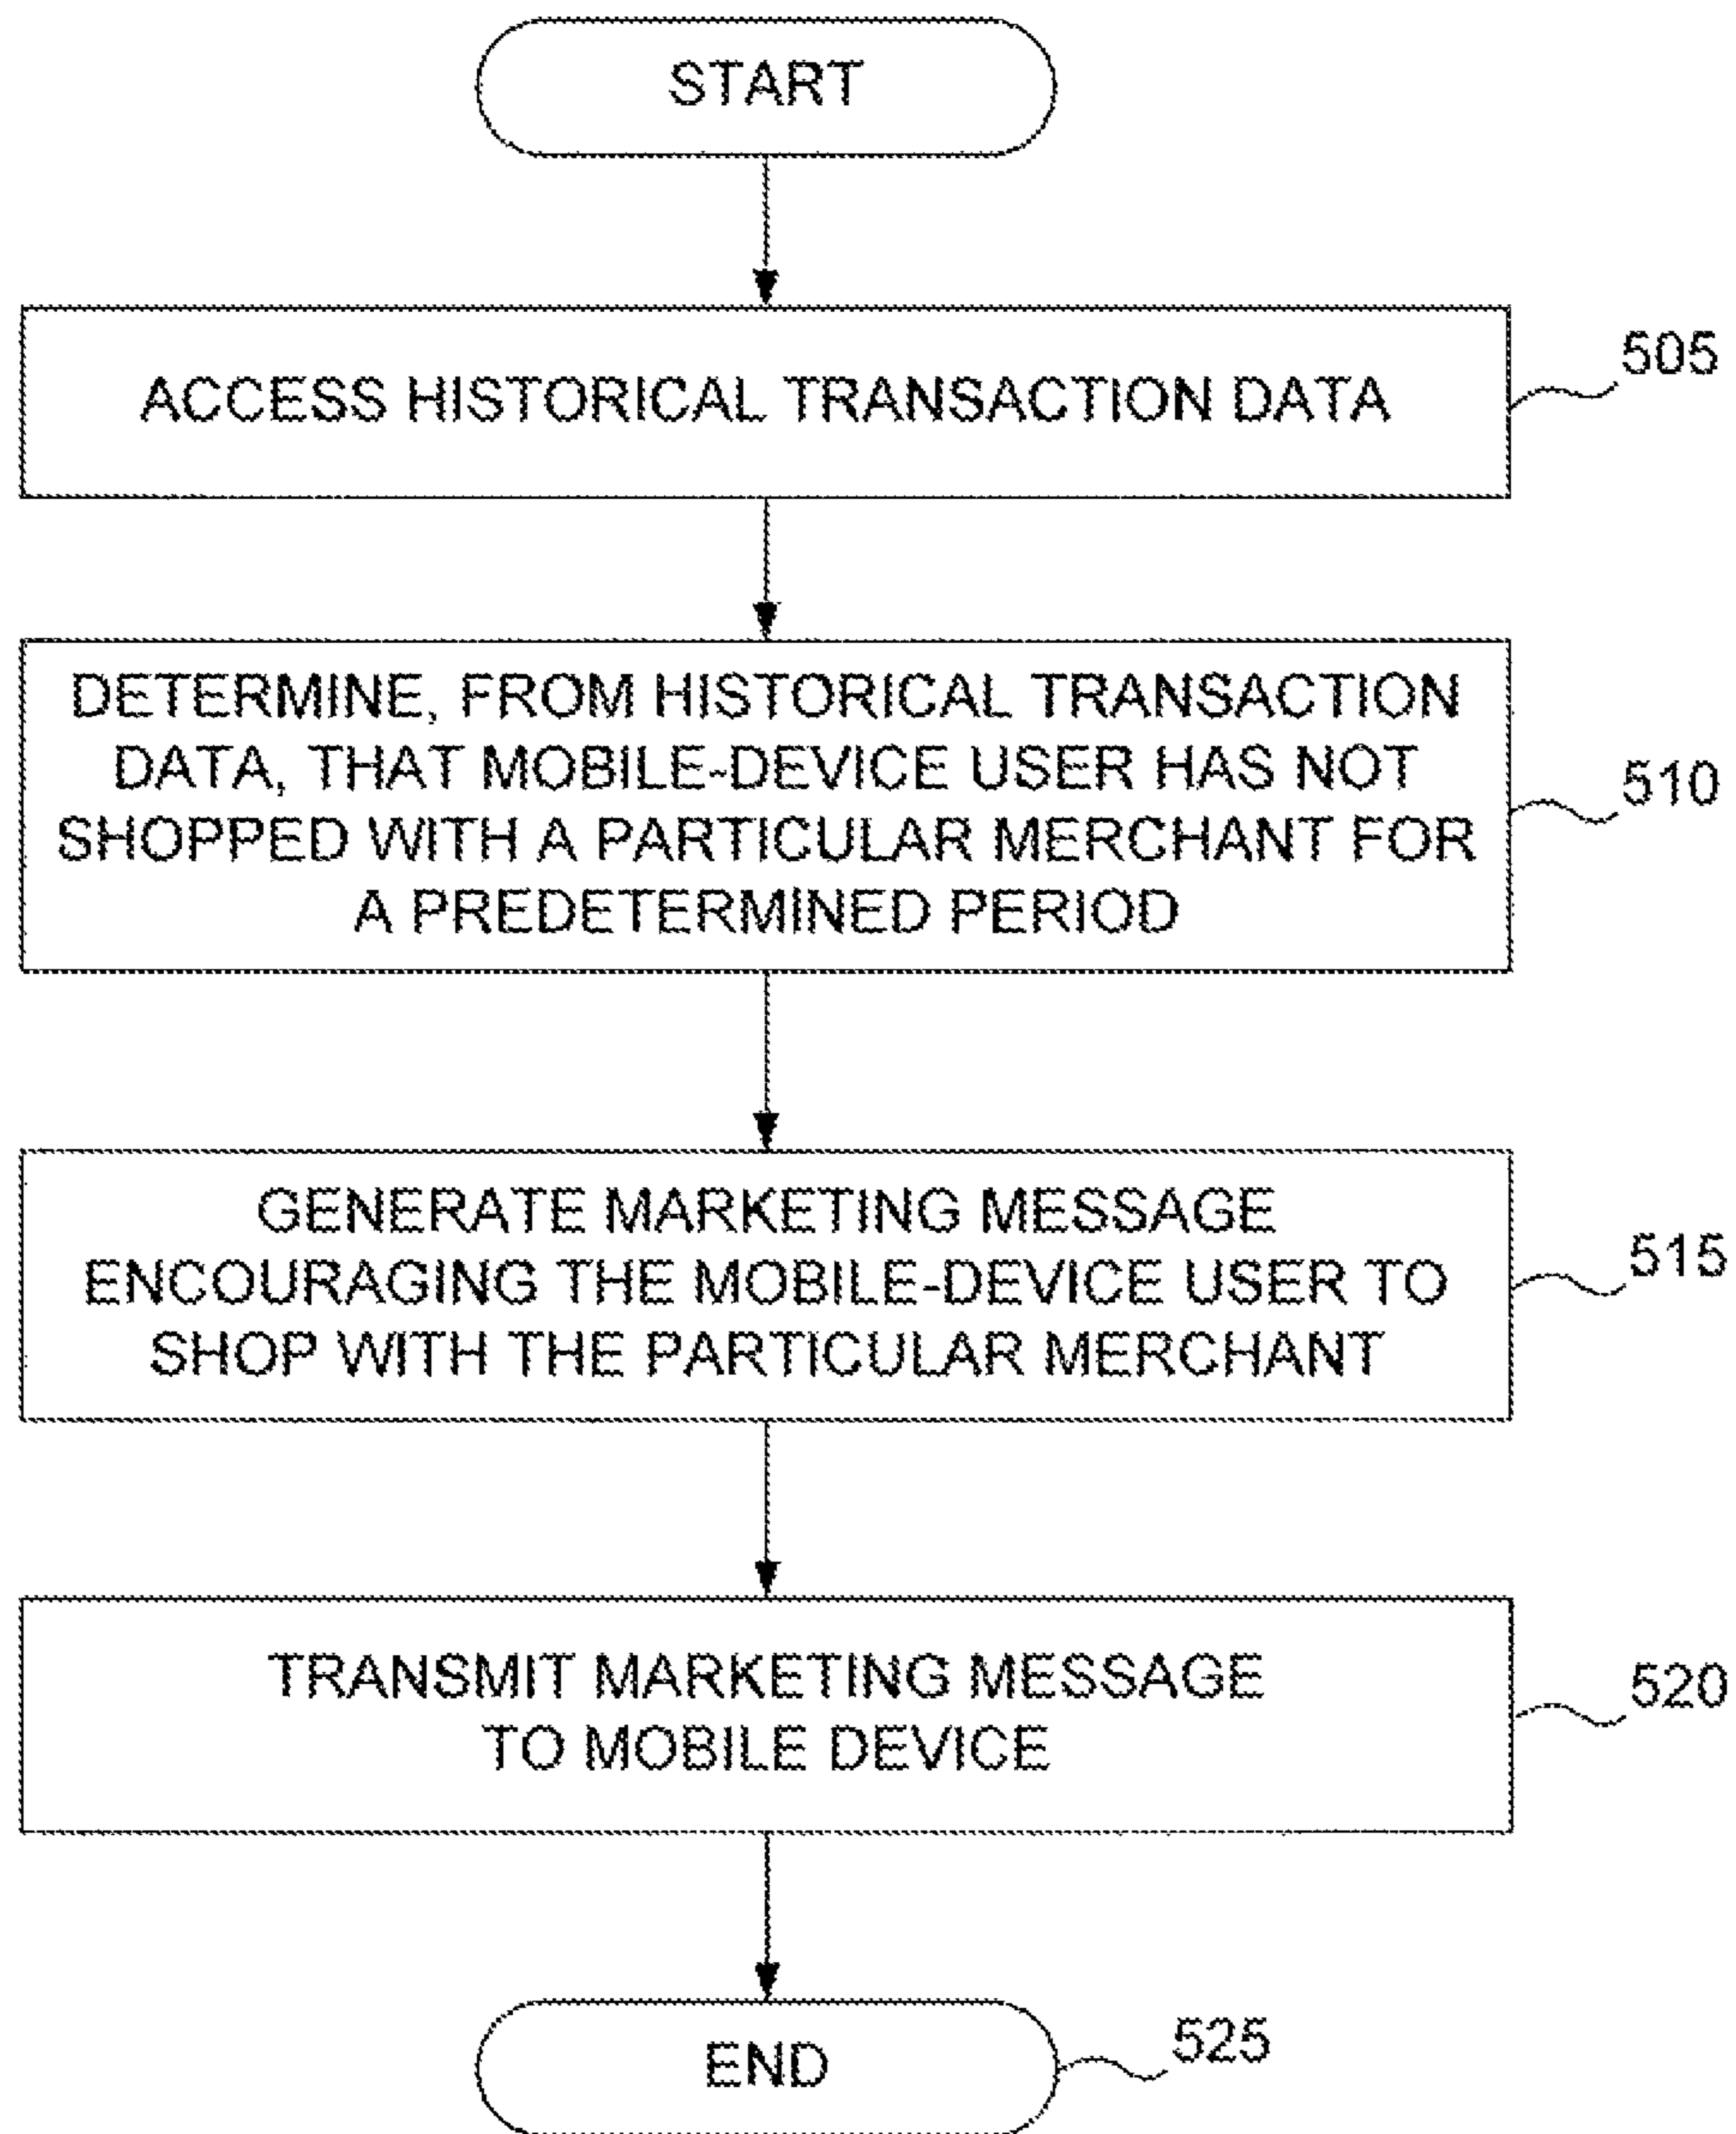 START
ACCESS HISTORICAL TRANSACTION DATA
505
DETERMINE, FROM HISTORICAL TRANSACTION
DATA, THAT MOBILE-DEVICE USER HAS NOT
SHOPPED WITH A PARTICULAR MERCHANT FOR
A PREDETERMINED PERIOD
510
GENERATE MARKETING MESSAGE
ENCOURAGING THE MOBILE-DEVICE USER TO
SHOP WITH THE PARTICULAR MERCHANT
515
TRANSMIT MARKETING MESSAGE
TO MOBILE DEVICE
520
END
525